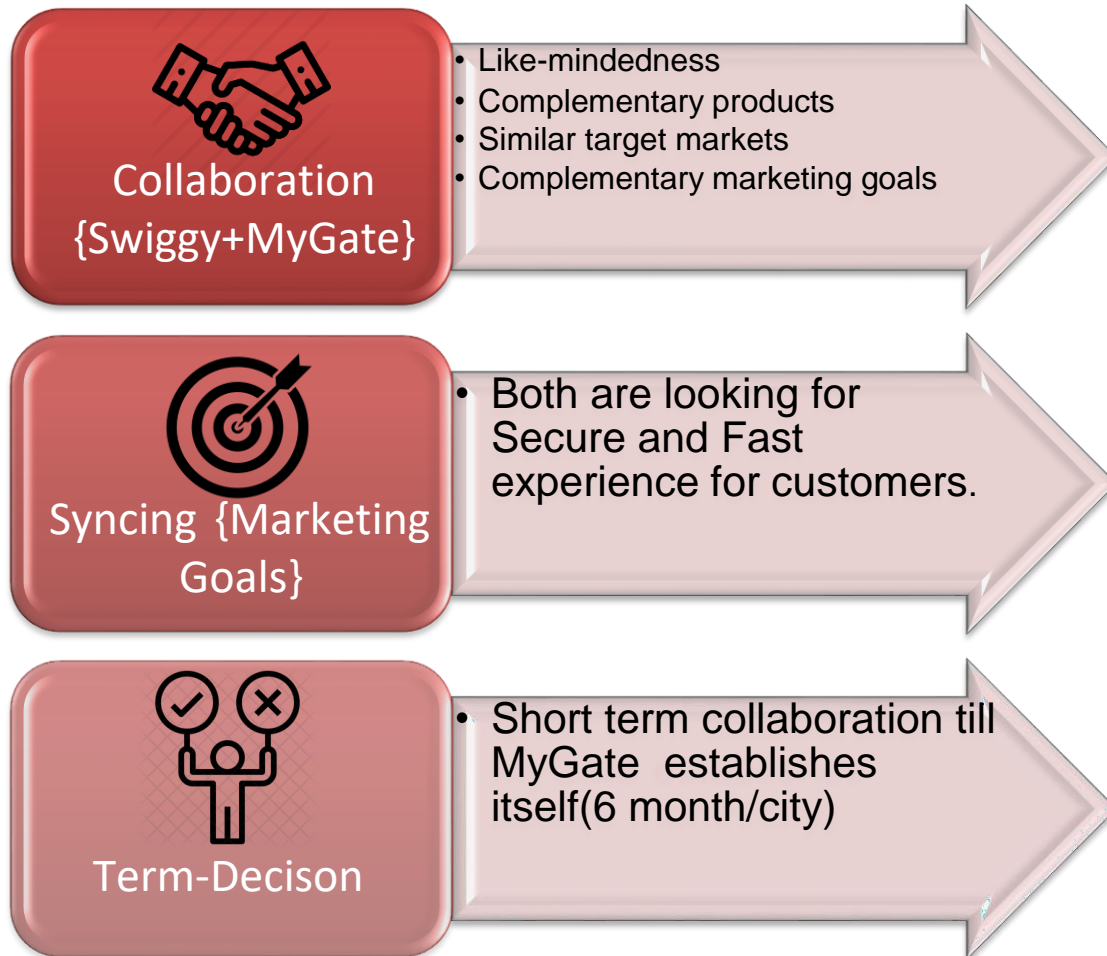 Collaboration
{Swiggy+MyGate}
• Like-mindedness
• Complementary products
• Similar target markets
• Complementary marketing goals
Syncing {Marketing
Goals}
• Both are looking for
Secure and Fast
experience for customers.
Term-Decison
• Short term collaboration till
MyGate establishes
itself(6 month/city)